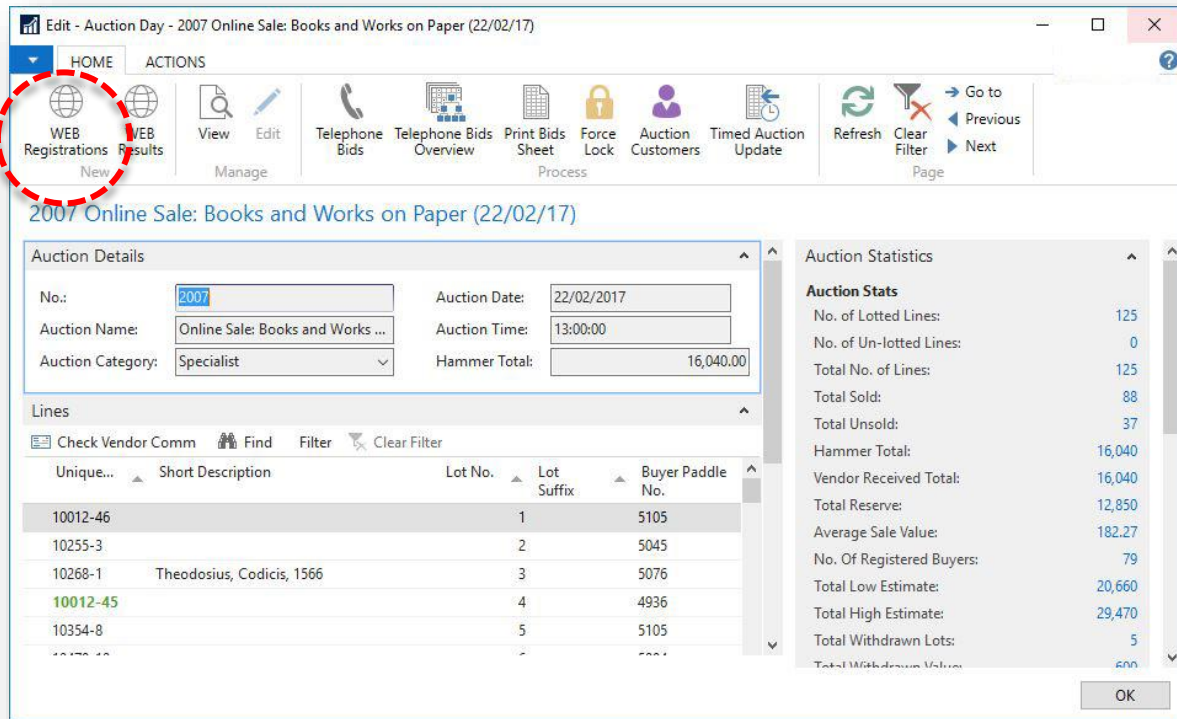 Edit - Auction Day - 2007 Online Sale: Books and Works on Paper (22/02/17)
HOME ACTIONS
WEB Registrations
WEB Results
New
View
Edit
Manage
Telephone Bids
Telephone Bids Overview
Print Bids Sheet
Force Lock
Auction Customers
Timed Auction Update
Process
Refresh
Clear Filter
Go to
Previous
Next
Page
2007 Online Sale: Books and Works on Paper (22/02/17)
Auction Details
No.: 2007 Auction Date: 22/02/2017
Auction Name: Online Sale: Books and Works ... Auction Time: 13:00:00
Auction Category: Specialist Hammer Total: 16,040.00
Lines
Check Vendor Comm Find Filter Clear Filter
Unique... Short Description Lot No. Lot Suffix Buyer Paddle No.
10012-46 1 5105
10255-3 2 5045
10268-1 Theodosius, Codicis, 1566 3 5076
10012-45 4 4936
10354-8 5 5105
Auction Statistics
Auction Stats
No. of Lotted Lines: 125
No. of Un-lotted Lines: 0
Total No. of Lines: 125
Total Sold: 88
Total Unsold: 37
Hammer Total: 16,040
Vendor Received Total: 16,040
Total Reserve: 12,850
Average Sale Value: 182.27
No. Of Registered Buyers: 79
Total Low Estimate: 20,660
Total High Estimate: 29,470
Total Withdrawn Lots: 5
Total Withdrawn Value: 600
OK